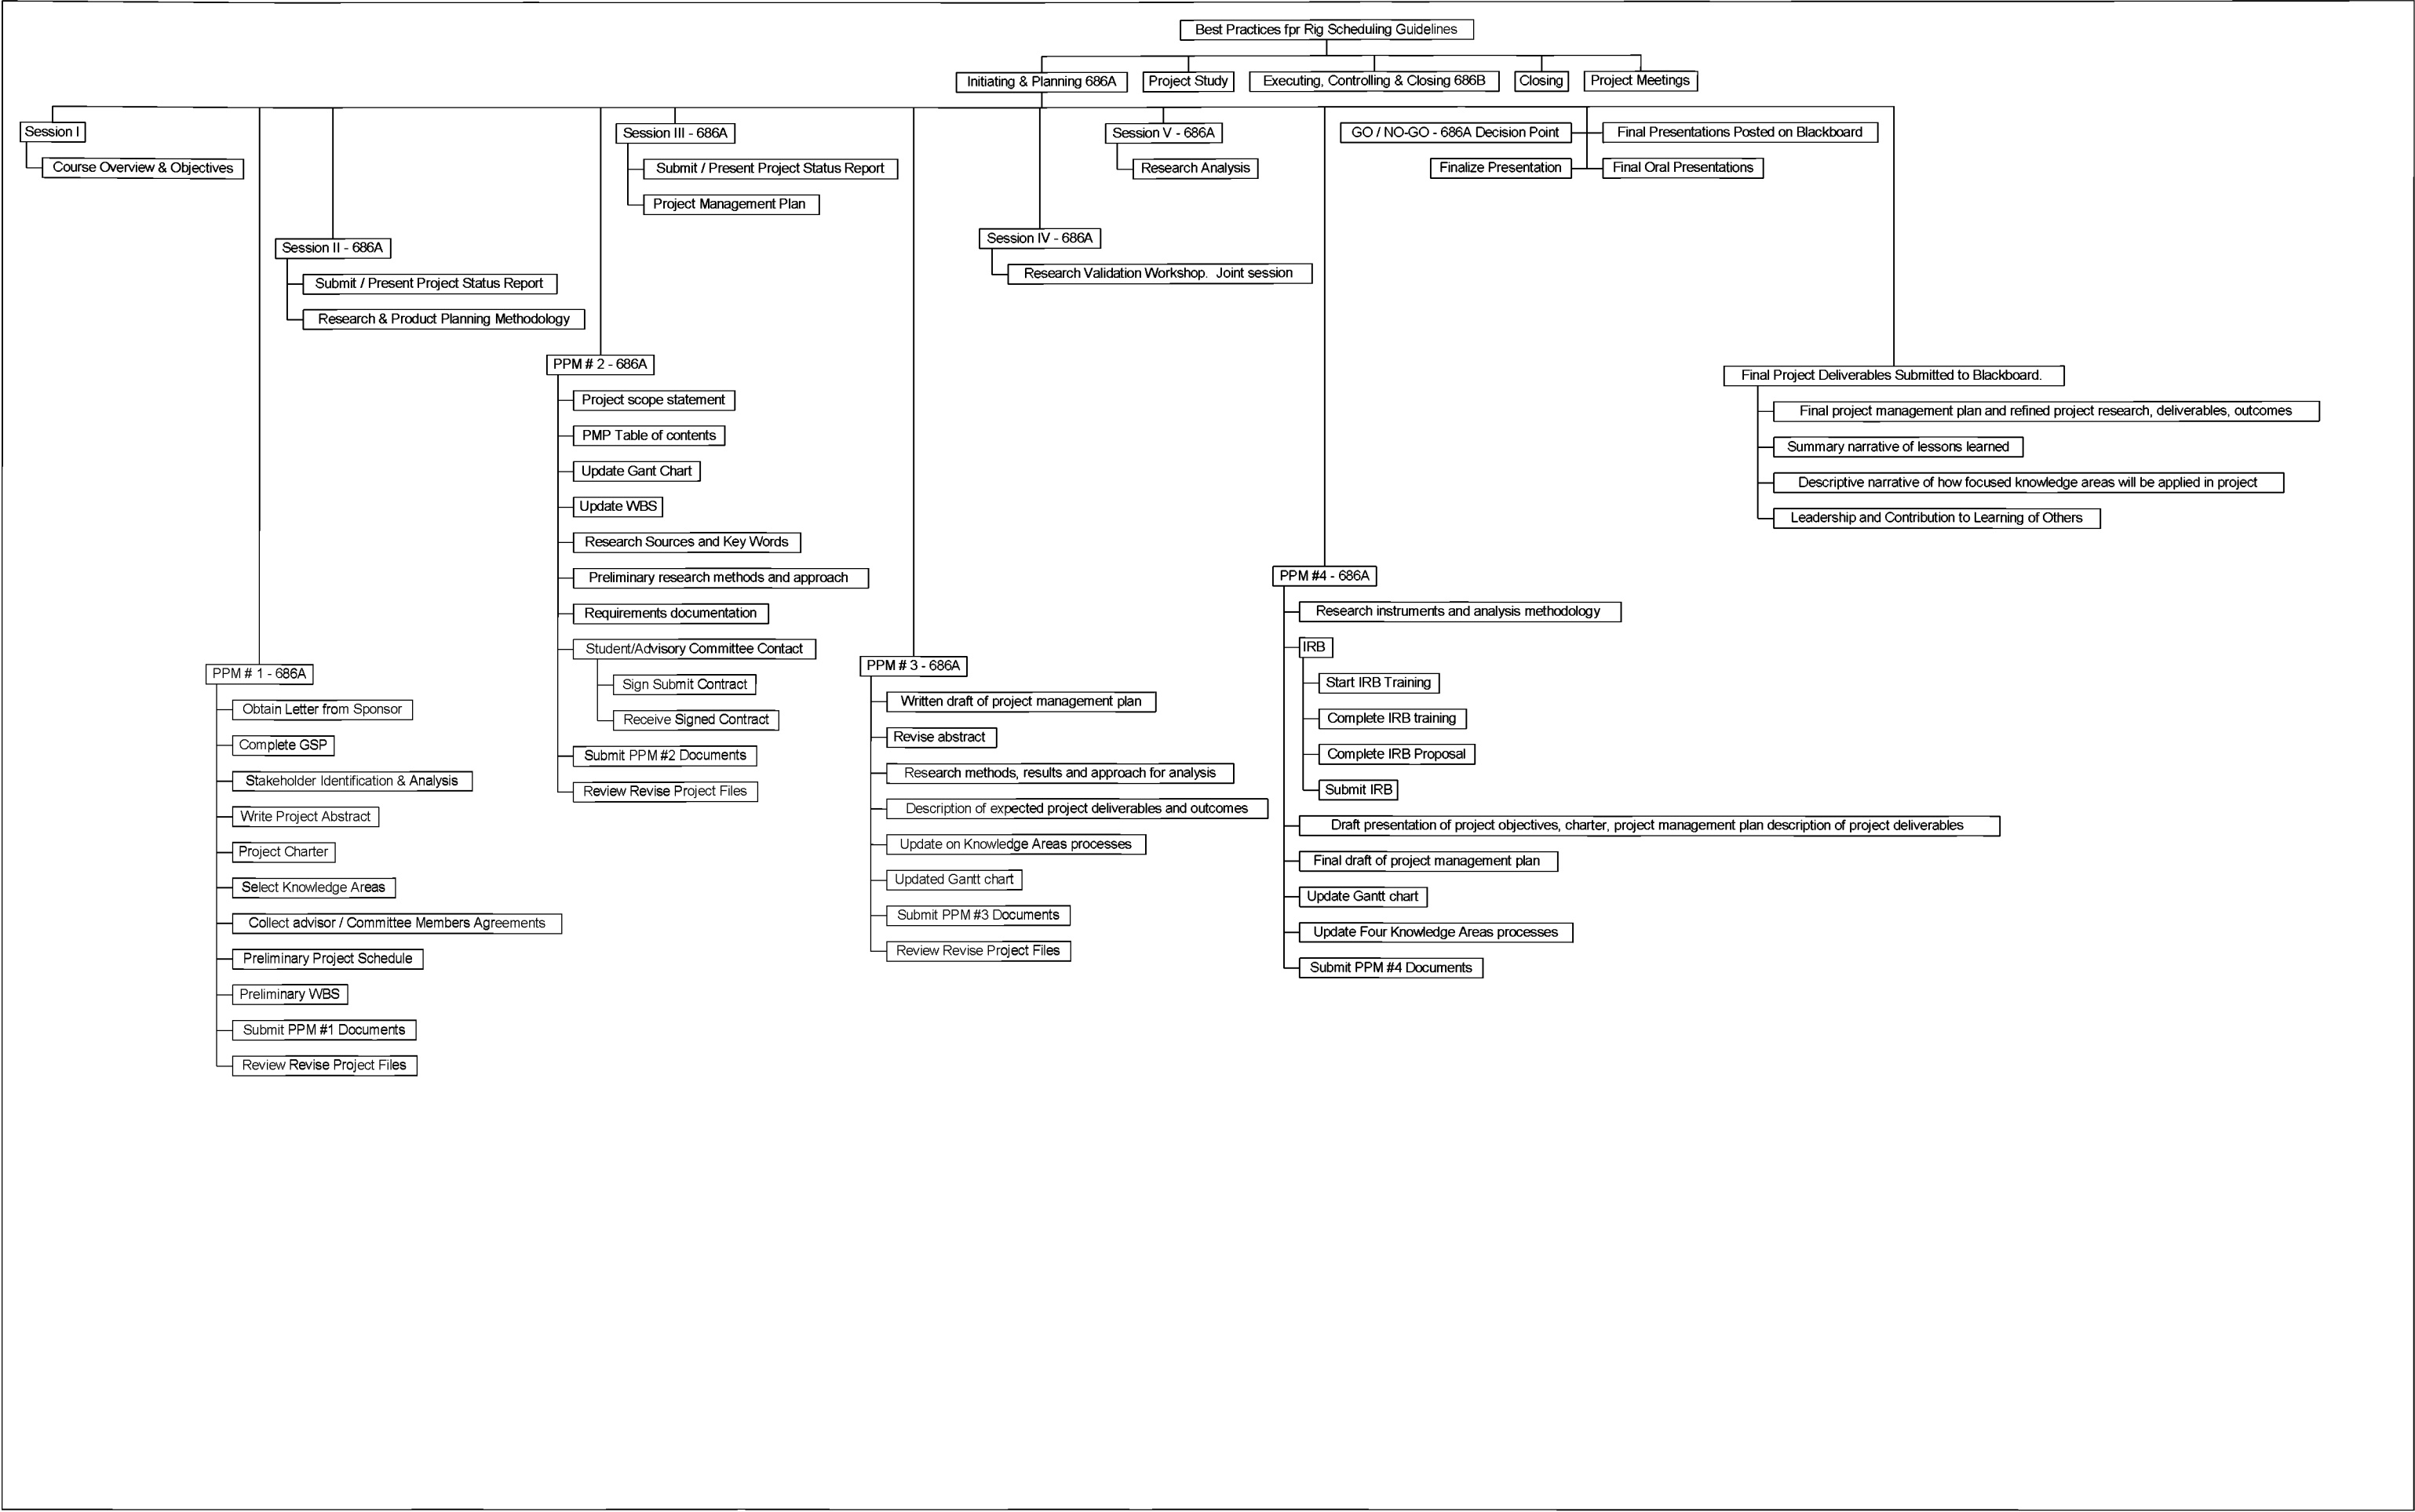 Best Practices fpr Rig Scheduling Guidelines
Initiating & Planning 686A
Project Study
Executing, Controlling & Closing 686B
Closing
Project Meetings
Session I
Course Overview & Objectives
PPM # 1 - 686A
Obtain Letter from Sponsor
Complete GSP
Stakeholder Identification & Analysis
Write Project Abstract
Project Charter
Select Knowledge Areas
Collect advisor / Committee Members Agreements
Preliminary Project Schedule
Preliminary WBS
Submit PPM #1 Documents
Review Revise Project Files
Session II - 686A
Submit / Present Project Status Report
Research & Product Planning Methodology
PPM # 2 - 686A
Project scope statement
PMP Table of contents
Update Gant Chart
Update WBS
Research Sources and Key Words
Preliminary research methods and approach
Requirements documentation
Student/Advisory Committee Contact
Sign Submit Contract
Receive Signed Contract
Submit PPM #2 Documents
Review Revise Project Files
Session III - 686A
Submit / Present Project Status Report
Project Management Plan
PPM # 3 - 686A
Written draft of project management plan
Revise abstract
Research methods, results and approach for analysis
Description of expected project deliverables and outcomes
Update on Knowledge Areas processes
Updated Gantt chart
Submit PPM #3 Documents
Review Revise Project Files
Session IV - 686A
Research Validation Workshop. Joint session
Session V - 686A
Research Analysis
PPM #4 - 686A
Research instruments and analysis methodology
IRB
Start IRB Training
Complete IRB training
Complete IRB Proposal
Submit IRB
Draft presentation of project objectives, charter, project management plan description of project deliverables
Final draft of project management plan
Update Gantt chart
Update Four Knowledge Areas processes
Submit PPM #4 Documents
GO / NO-GO - 686A Decision Point
Final Presentations Posted on Blackboard
Finalize Presentation
Final Oral Presentations
Final Project Deliverables Submitted to Blackboard.
Final project management plan and refined project research, deliverables, outcomes
Summary narrative of lessons learned
Descriptive narrative of how focused knowledge areas will be applied in project
Leadership and Contribution to Learning of Others